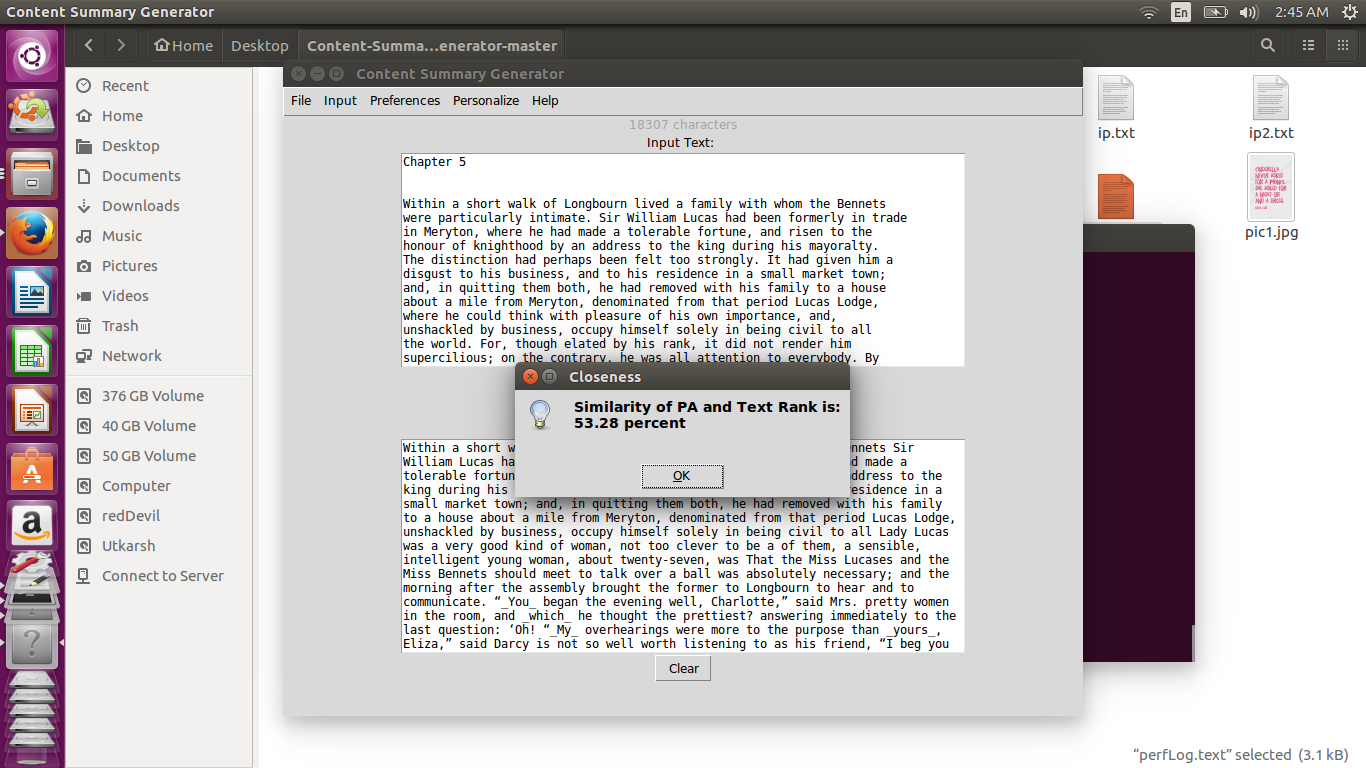 Content Summary Generator
En
2:45 AM
Home
Desktop
Content-Summa...enerator-master
Recent
Home
Desktop
Documents
Downloads
Music
Pictures
Videos
Trash
Network
376 GB Volume
40 GB Volume
50 GB Volume
Computer
redDevil
Utkarsh
Connect to Server
ip.txt
ip2.txt
CINDERELLA
NEVER ASKED
FOR A PRINCE.
SHE ASKED FOR
A NIGHT OFF
AND A DRESS.
pic1.jpg
Content Summary Generator
File Input Preferences Personalize Help
18307 characters
Input Text:
Chapter 5
Within a short walk of Longbourn lived a family with whom the Bennets
were particularly intimate. Sir William Lucas had been formerly in trade
in Meryton, where he had made a tolerable fortune, and risen to the
honour of knighthood by an address to the king during his mayoralty.
The distinction had perhaps been felt too strongly. It had given him a
disgust to his business, and to his residence in a small market town;
and, in quitting them both, he had removed with his family to a house
about a mile from Meryton, denominated from that period Lucas Lodge,
where he could think with pleasure of his own importance, and,
unshackled by business, occupy himself solely in being civil to all
the world. For, though elated by his rank, it did not render him
supercilious; on the contrary, he was all attention to everybody. By
Closeness
Similarity of PA and Text Rank is:
53.28 percent
OK
Within a short w ennets Sir
William Lucas ha d made a
tolerable fortun address to the
king during his residence in a
small market town; and, in quitting them both, he had removed with his family
to a house about a mile from Meryton, denominated from that period Lucas Lodge,
unshackled by business, occupy himself solely in being civil to all Lady Lucas
was a very good kind of woman, not too clever to be a of them, a sensible,
intelligent young woman, about twenty-seven, was That the Miss Lucases and the
Miss Bennets should meet to talk over a ball was absolutely necessary; and the
morning after the assembly brought the former to Longbourn to hear and to
communicate. “_You_ began the evening well, Charlotte,” said Mrs. pretty women
in the room, and _which_ he thought the prettiest? answering immediately to the
last question: ‘Oh! “_My_ overhearings were more to the purpose than _yours_,
Eliza,” said Darcy is not so well worth listening to as his friend, “I beg you
Clear
“perfLog.text” selected (3.1 kB)